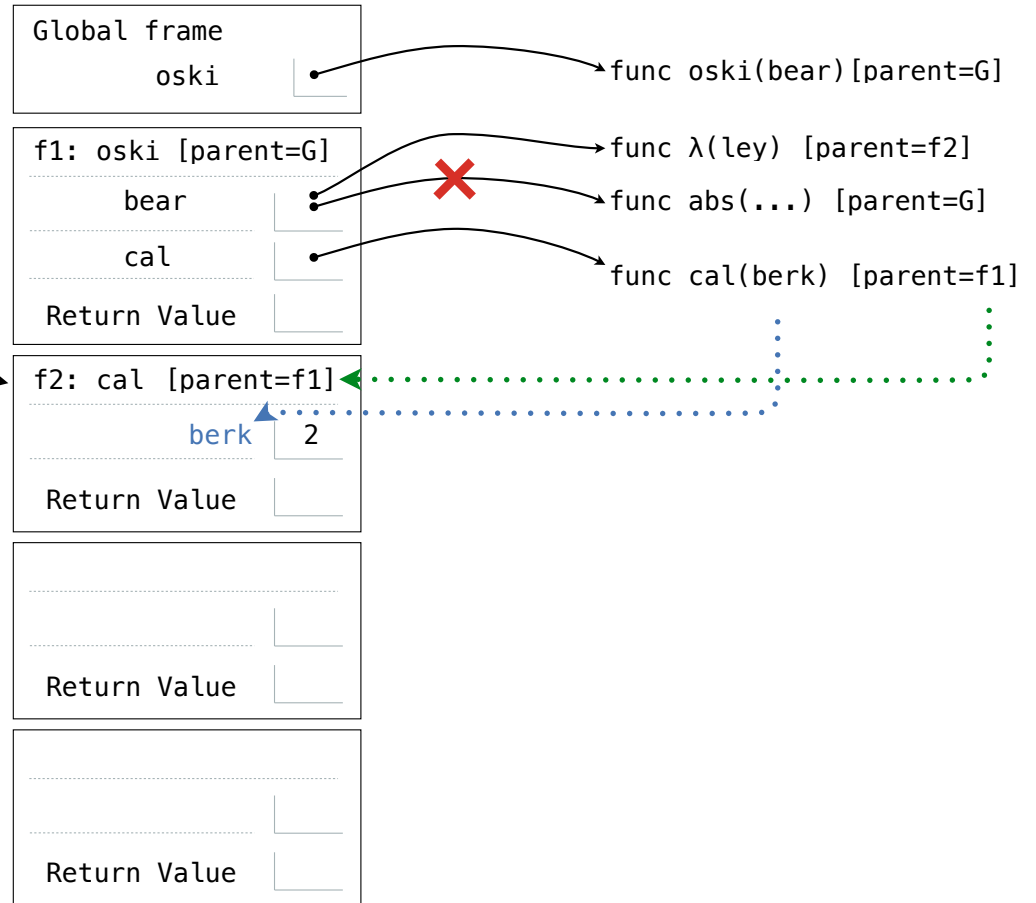 Global frame
oski
func oski(bear)[parent=G]
f1: oski [parent=G]
func λ(ley) [parent=f2]
bear
func abs(...) [parent=G]
cal
func cal(berk) [parent=f1]
Return Value
f2: cal [parent=f1]
berk 2
Return Value
Return Value
Return Value